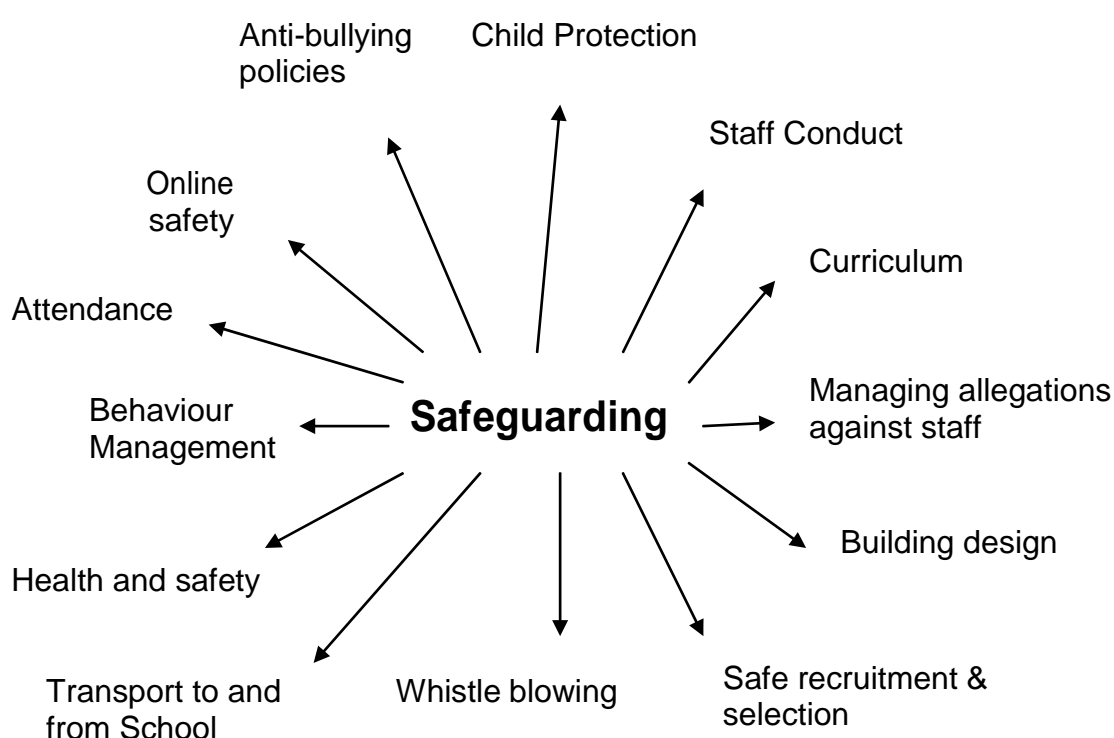 Anti-bullying
policies
Child Protection
Staff Conduct
Online
safety
Curriculum
Attendance
Managing allegations
against staff
Behaviour
Management
Safeguarding
Building design
Health and safety
Transport to and
from School
Whistle blowing
Safe recruitment &
selection